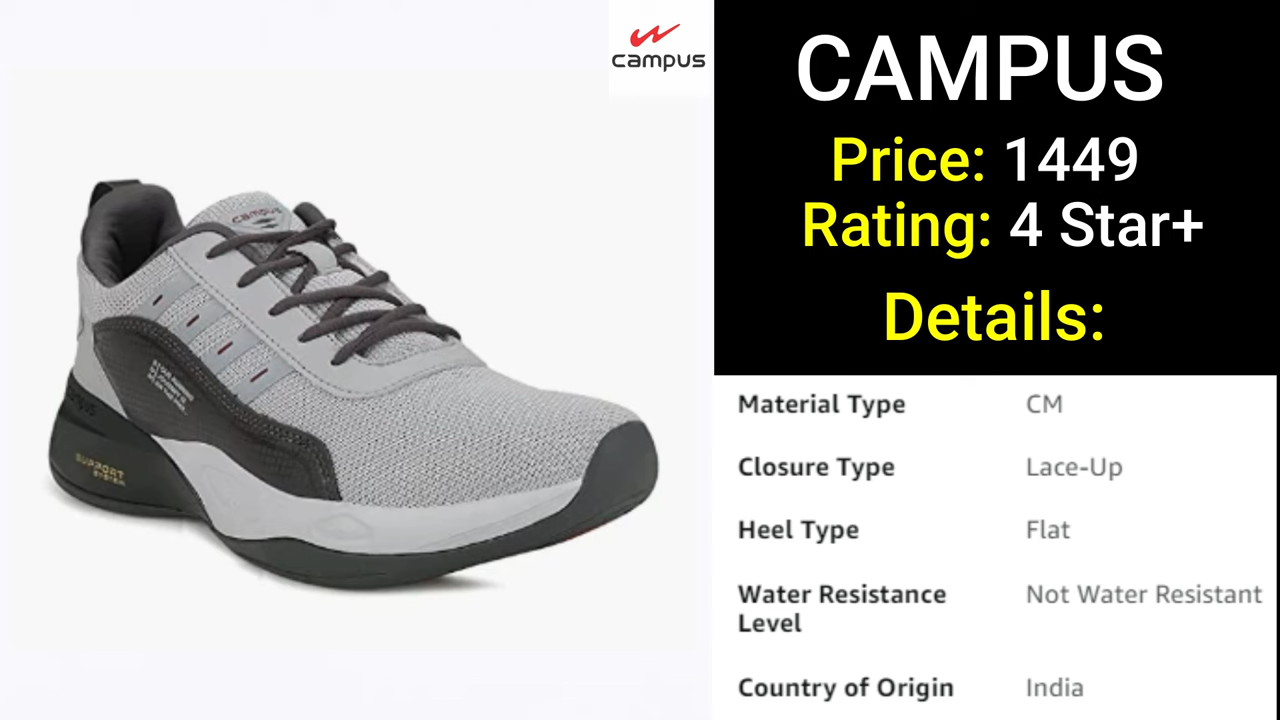 campus
CAMPUS
Price: 1449
Rating: 4 Star+
Details:
campus
SUPPORT
SYSTEM
Material Type CM
Closure Type Lace-Up
Heel Type Flat
Water Resistance Not Water Resistant
Level
Country of Origin India